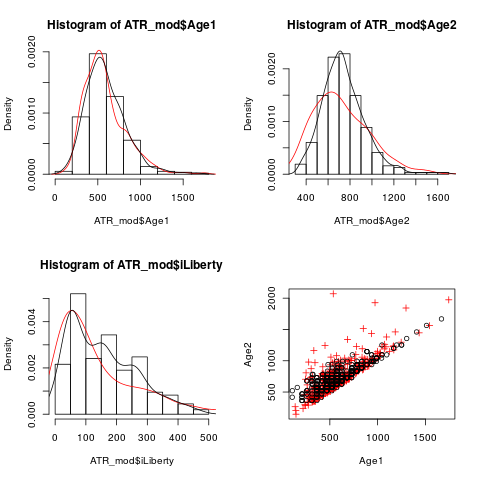 Histogram of ATR_mod$Age1
Density
0.0000 0.0010 0.0020
0 500 1000 1500
ATR_mod$Age1
Histogram of ATR_mod$Age2
Density
0.0000 0.0010 0.0020
400 800 1200 1600
ATR_mod$Age2
Histogram of ATR_mod$iLiberty
Density
0.000 0.002 0.004
0 100 200 300 400 500
ATR_mod$iLiberty
Age2
500 1000 2000
500 1000 1500
Age1